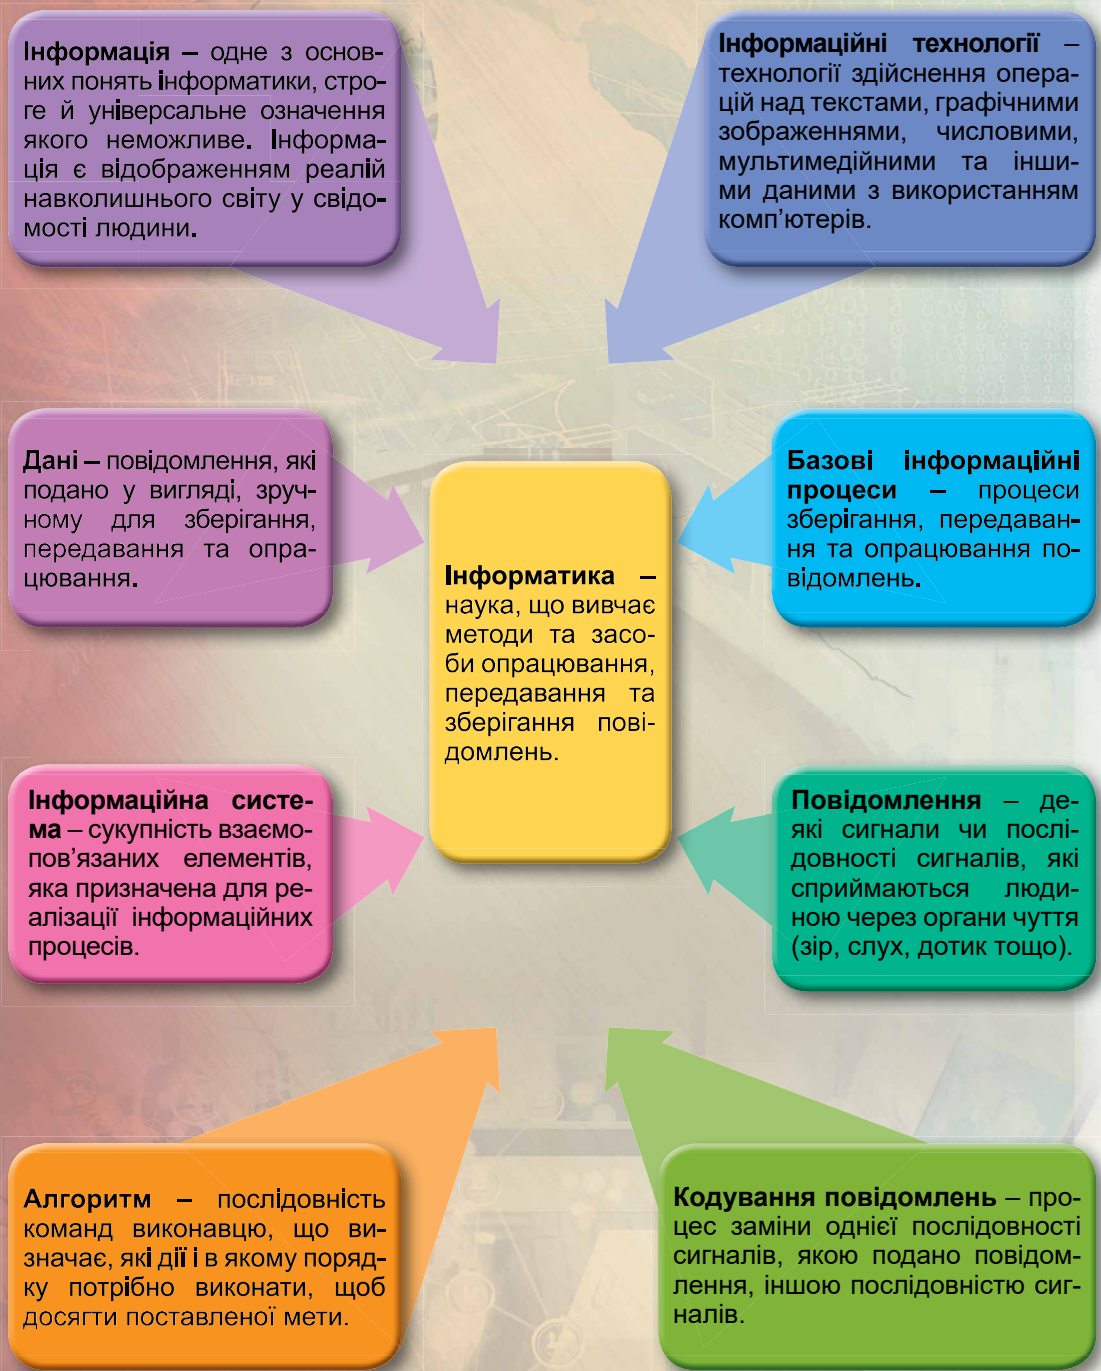 Інформація – одне з основ-
них понять інформатики, стро-
ге й універсальне означення
якого неможливе. Інформа-
ція є відображенням реалій
навколишнього світу у свідо-
мості людини.
Інформаційні технології –
технології здійснення опера-
цій над текстами, графічними
зображеннями, числовими,
мультимедійними та інши-
ми даними з використанням
комп’ютерів.
Дані – повідомлення, які
подано у вигляді, зруч-
ному для зберігання,
передавання та опра-
цювання.
Базові інформаційні
процеси – процеси
зберігання, передаван-
ня та опрацювання по-
відомлень.
Інформатика –
наука, що вивчає
методи та засо-
би опрацювання,
передавання та
зберігання пові-
домлень.
Інформаційна систе-
ма – сукупність взаємо-
пов’язаних елементів,
яка призначена для ре-
алізації інформаційних
процесів.
Повідомлення – де-
які сигнали чи послі-
довності сигналів, які
сприймаються люди-
ною через органи чуття
(зір, слух, дотик тощо).
Алгоритм – послідовність
команд виконавцю, що ви-
значає, які дії і в якому поряд-
ку потрібно виконати, щоб
досягти поставленої мети.
Кодування повідомлень – про-
цес заміни однієї послідовності
сигналів, якою подано повідом-
лення, іншою послідовністю сиг-
налів.